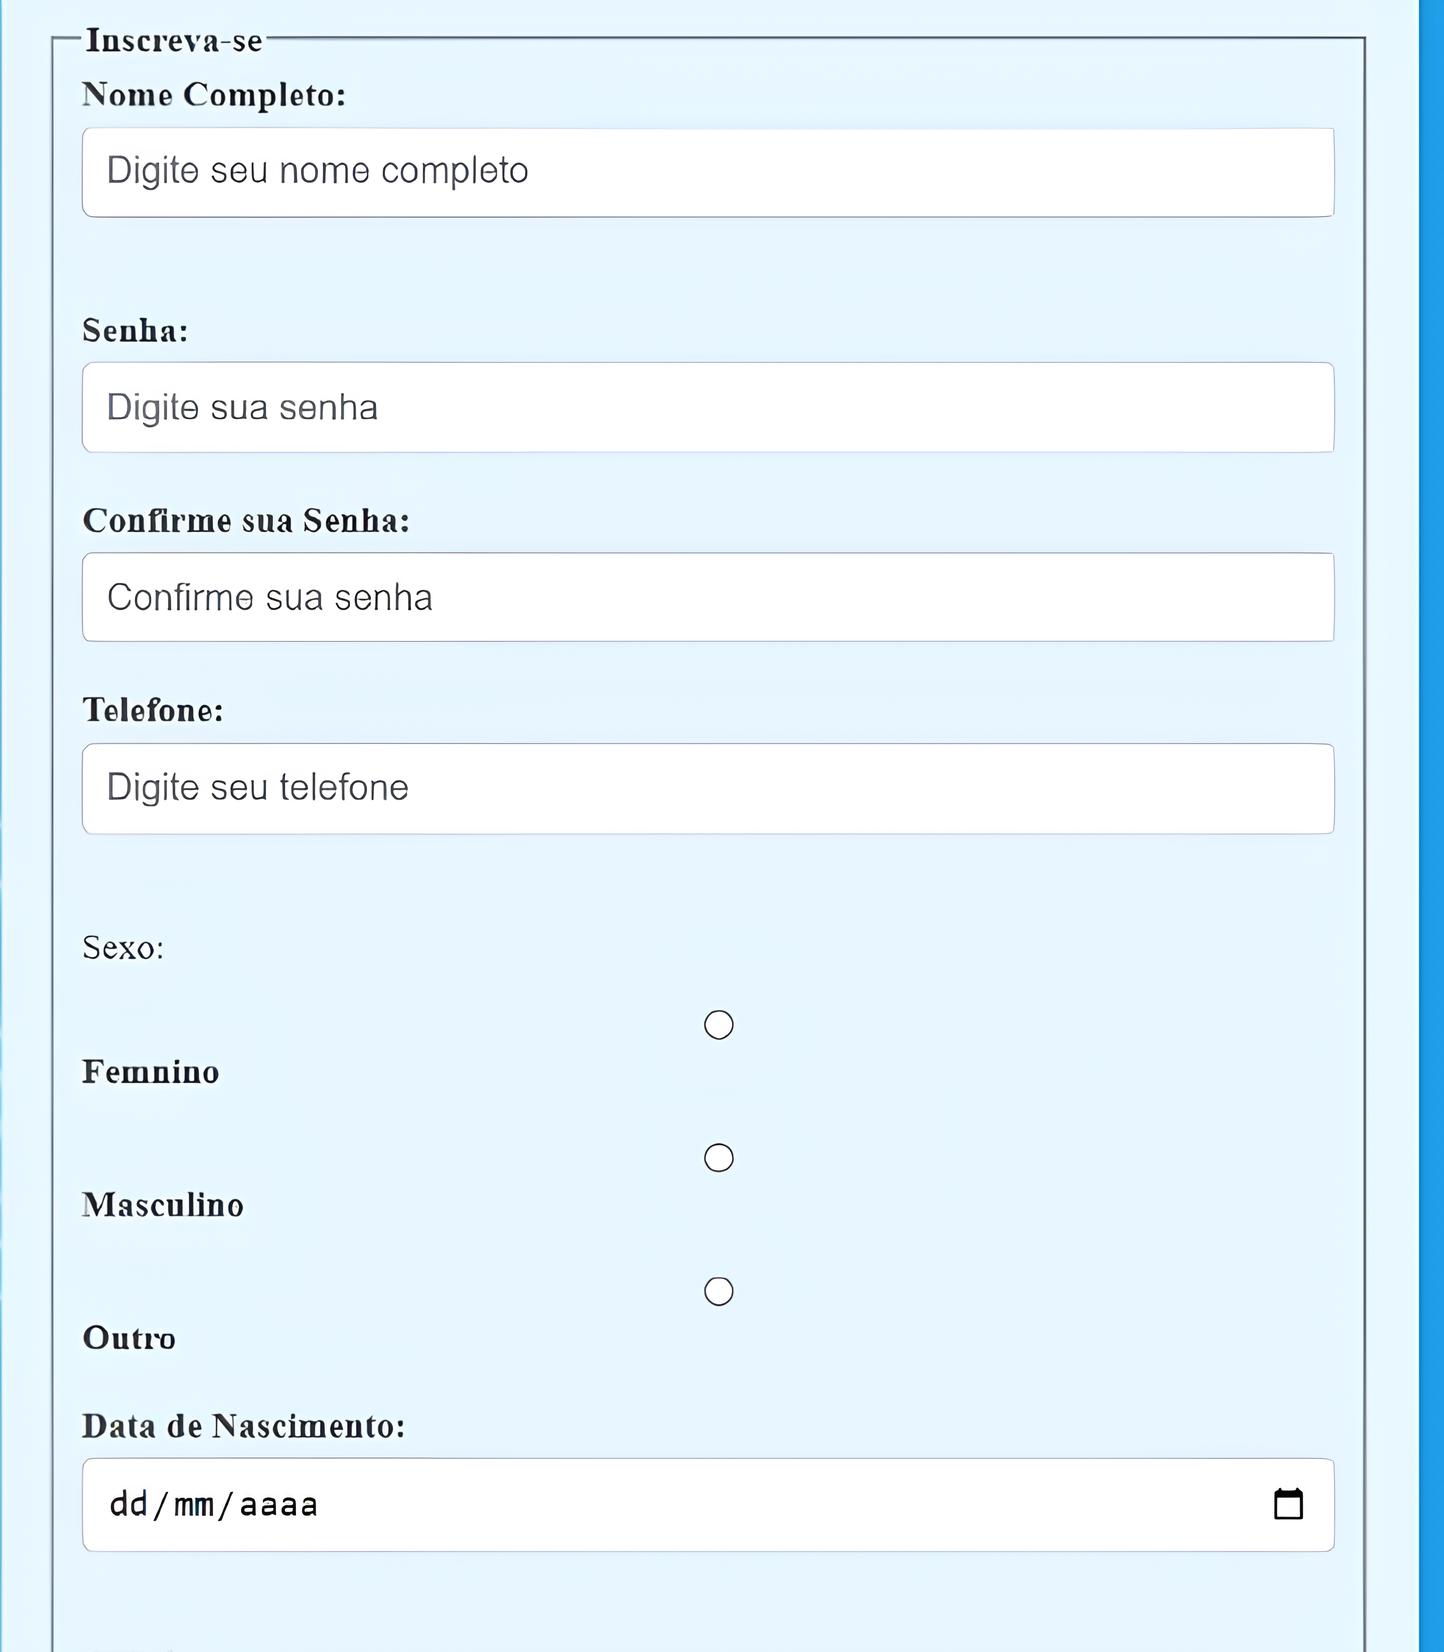 Inscreva-se
Nome Completo:
Digite seu nome completo
Senha:
Digite sua senha
Confirme sua Senha:
Confirme sua senha
Telefone:
Digite seu telefone
Sexo:
Femnino
Masculino
Outro
Data de Nascimento:
dd/mm/aaaa